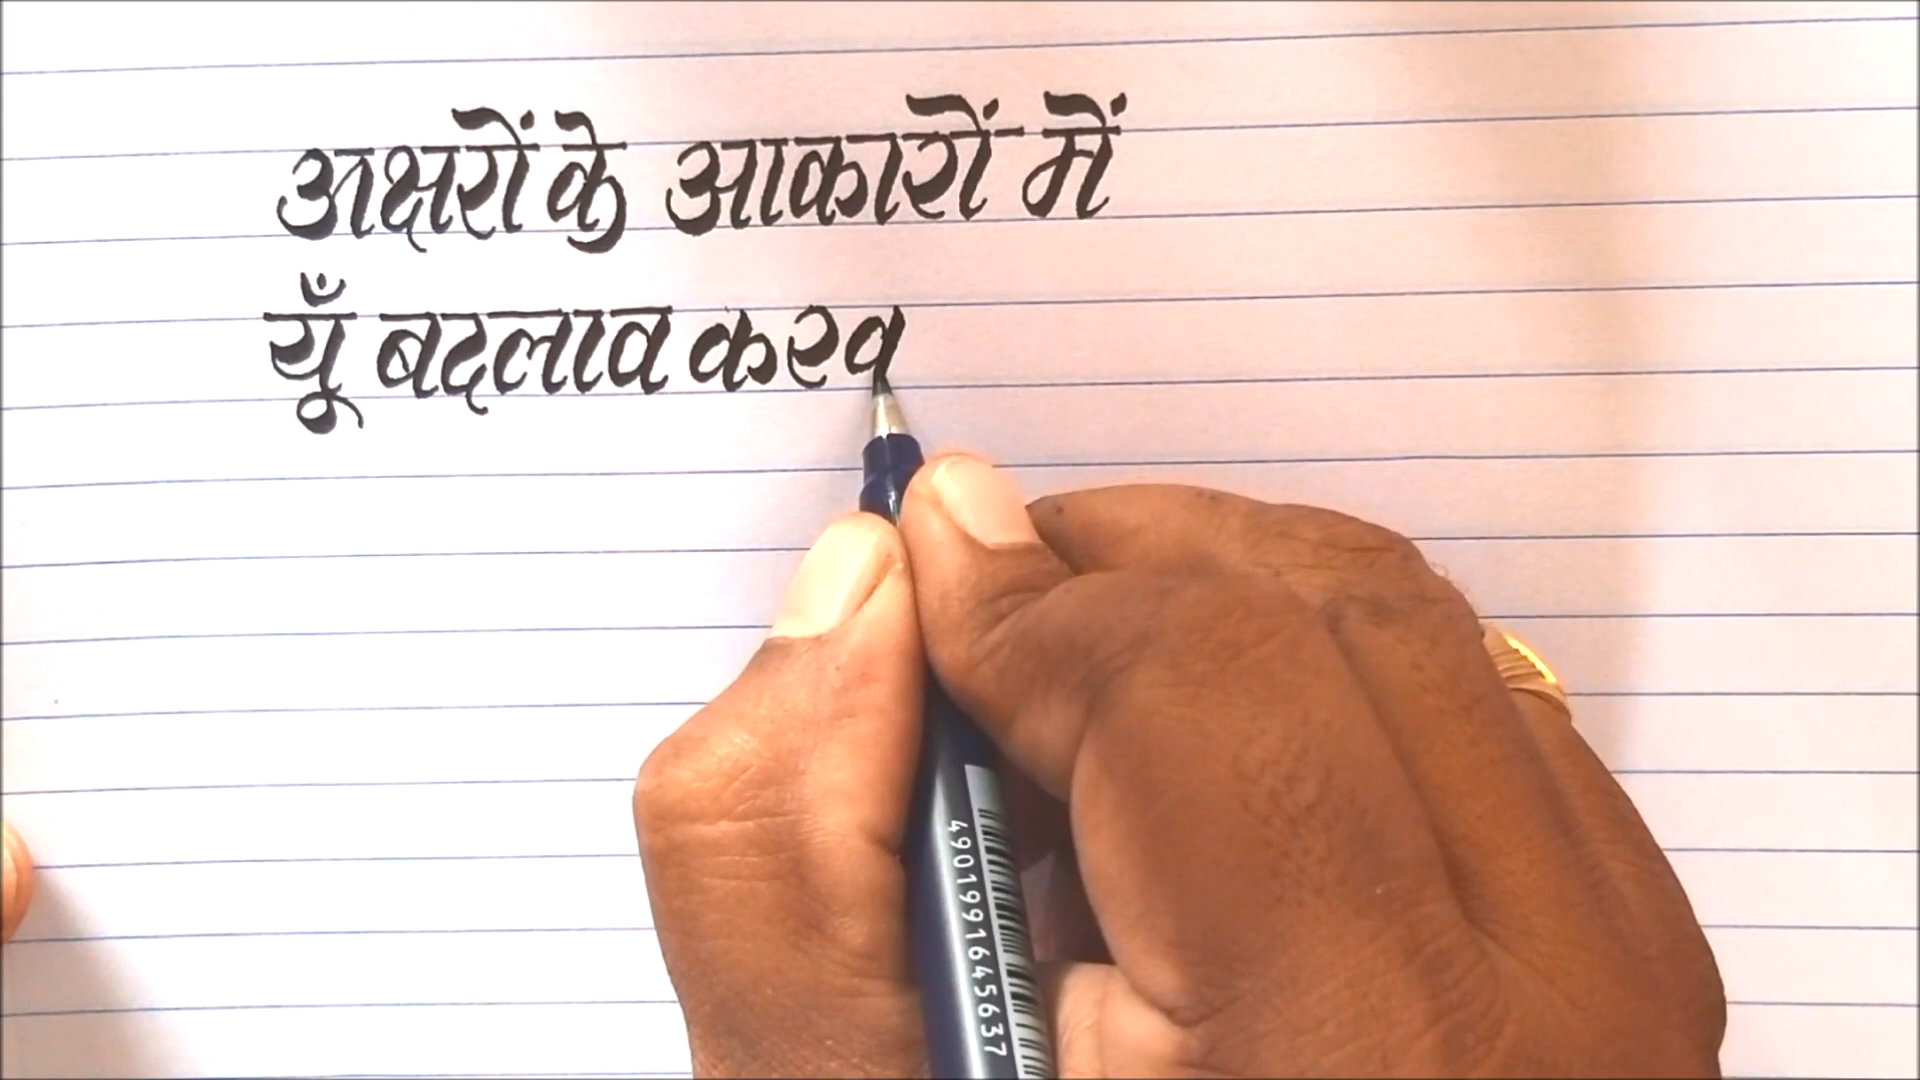 अक्षरों के आकारों में
यूँ बदलाव करव
4901991645637